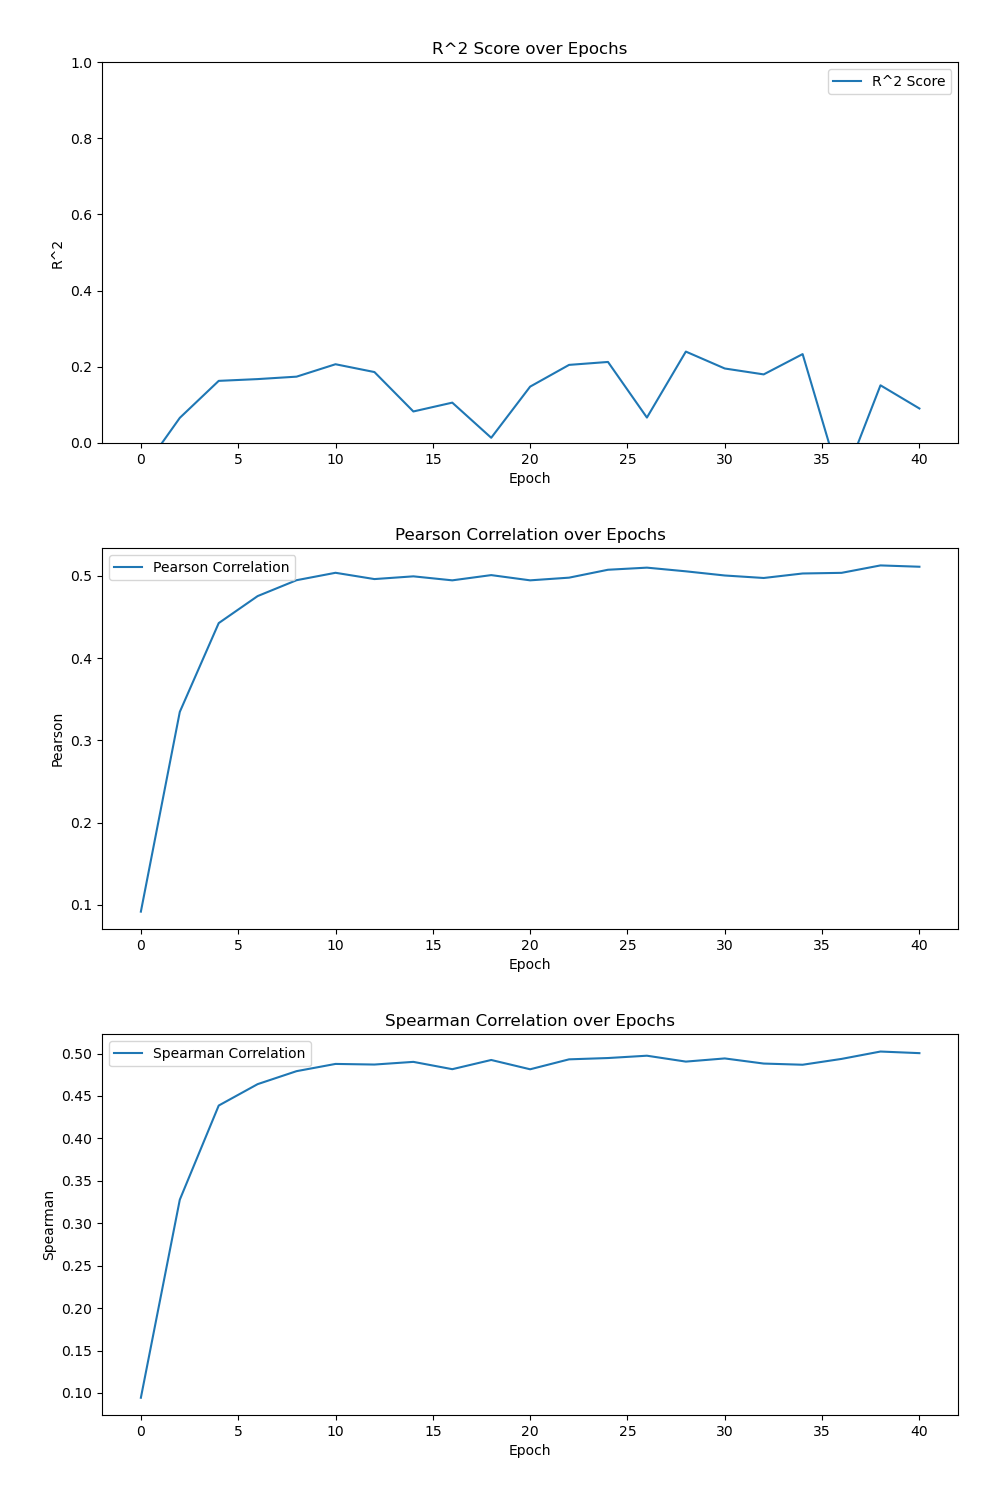 R^2 Score over Epochs
1.0
R^2 Score
0.8
0.6
R^2
0.4
0.2
0.0
0 5 10 15 20 25 30 35 40
Epoch
Pearson Correlation over Epochs
Pearson Correlation
0.5
0.4
Pearson
0.3
0.2
0.1
0 5 10 15 20 25 30 35 40
Epoch
Spearman Correlation over Epochs
Spearman Correlation
0.50
0.45
0.40
0.35
Spearman
0.30
0.25
0.20
0.15
0.10
0 5 10 15 20 25 30 35 40
Epoch